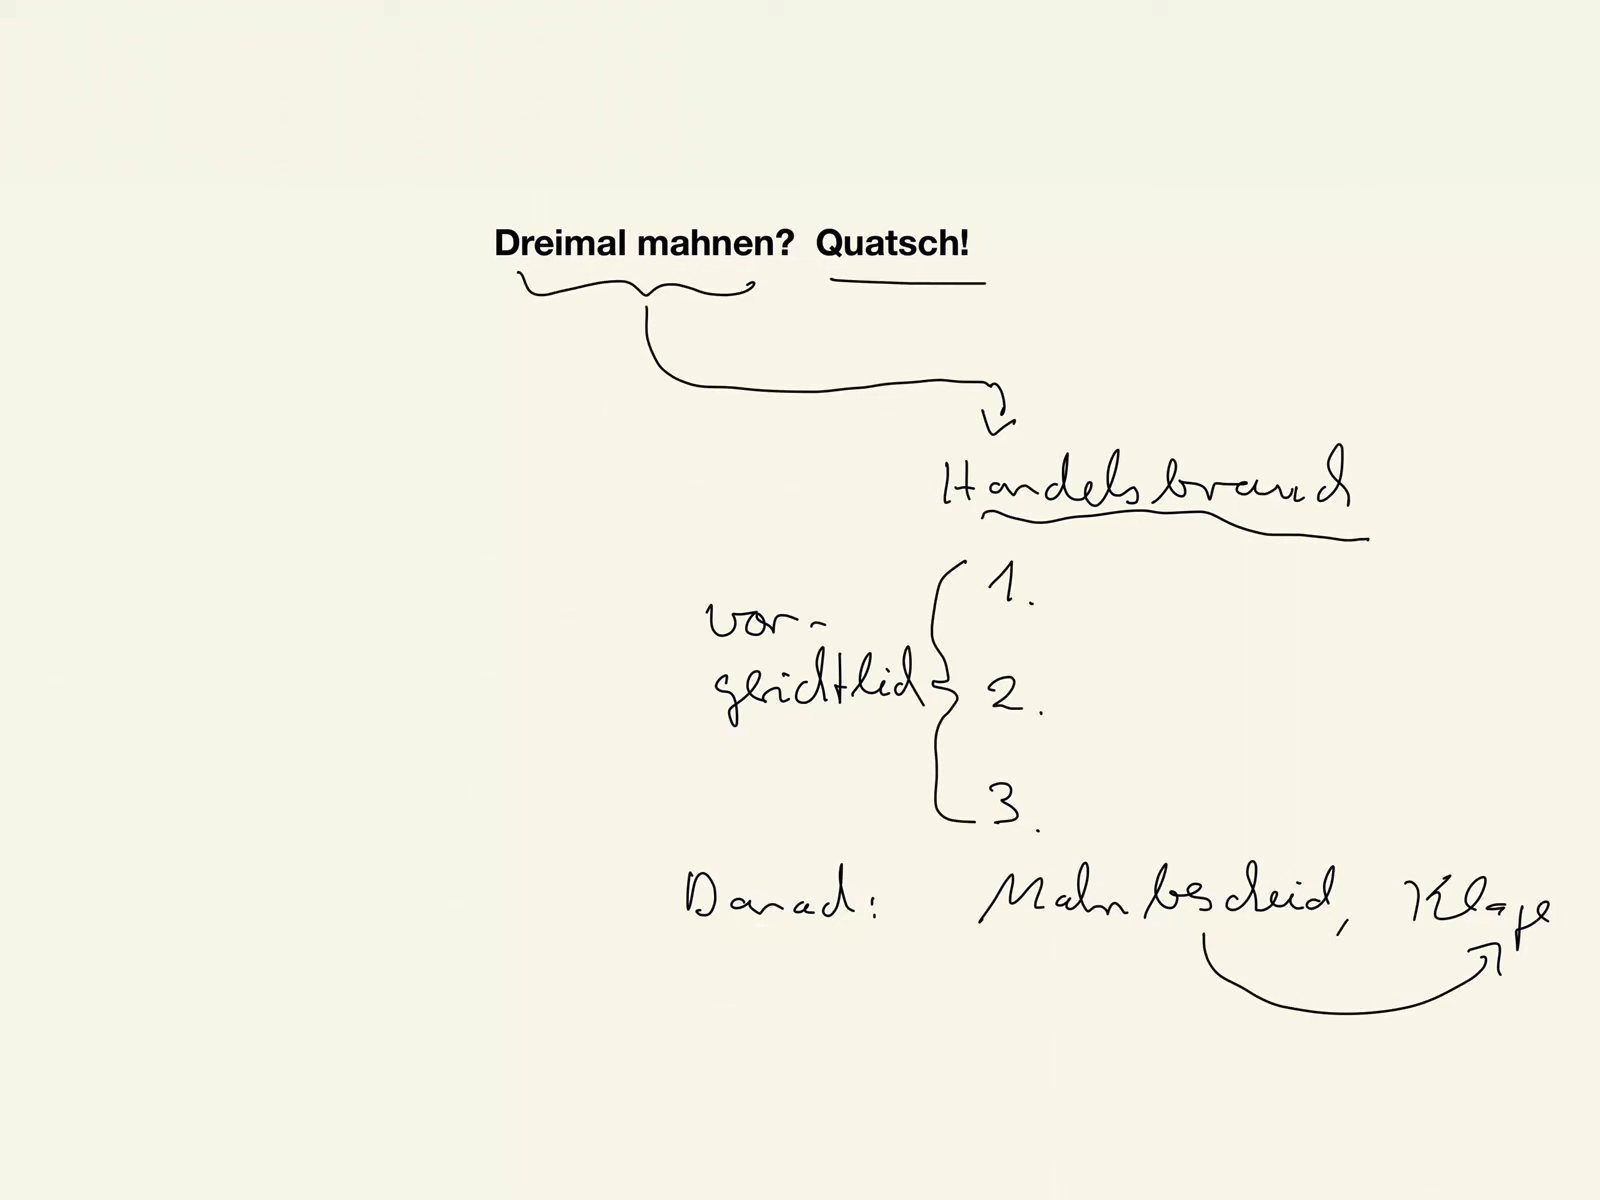 Dreimal mahnen? Quatsch!
Handelsbrauch
1.
vor-
gerichtlich
2.
3.
Danach: Mahnbescheid, Klage